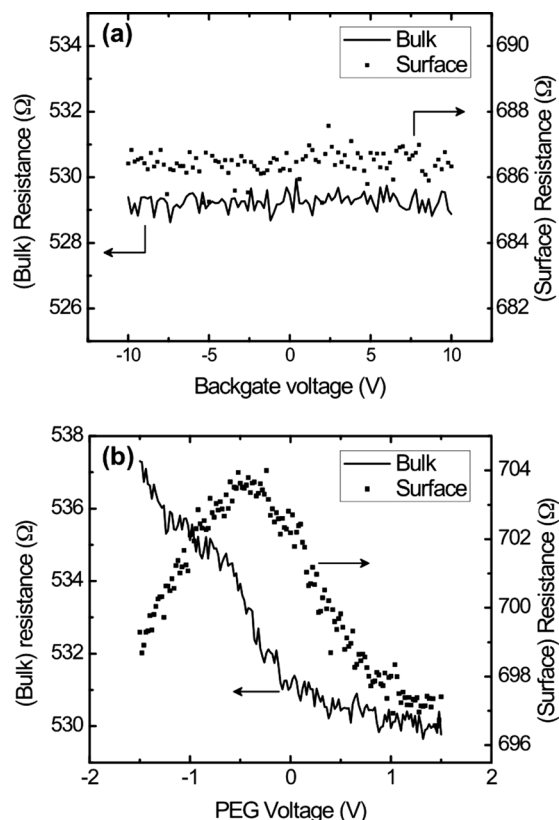 (a)
Bulk
Surface
534
532
530
528
526
(Bulk) Resistance (Ω)
690
688
686
684
682
(Surface) Resistance (Ω)
-10
-5
0
5
10
Backgate voltage (V)
(b)
Bulk
Surface
538
536
534
532
530
(Bulk) resistance (Ω)
704
702
700
698
696
(Surface) Resistance (Ω)
-2
-1
0
1
2
PEG Voltage (V)